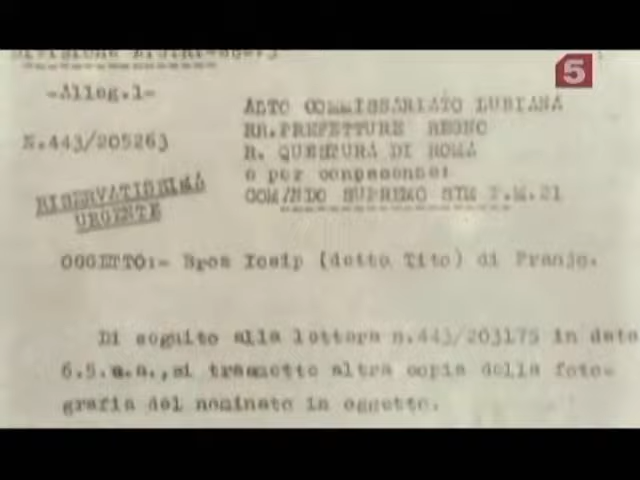 5
-Alleg.1-
N.443/205263
ALTO COMMISSARIATO LUBIANA
RR.PREFETTURE REGNO
R. QUESTURA DI ROMA
e per conoscenza:
COMANDO SUPREMO SIM P.M.21
RISERVATISSIMA
URGENTE
OGGETTO:- Broz Iosip (detto Tito) di Franjo.
Di seguito alla lettera n.443/203175 in data
6.5.u.a.,si trasmette altra copia della foto-
grafia del nominato in oggetto.